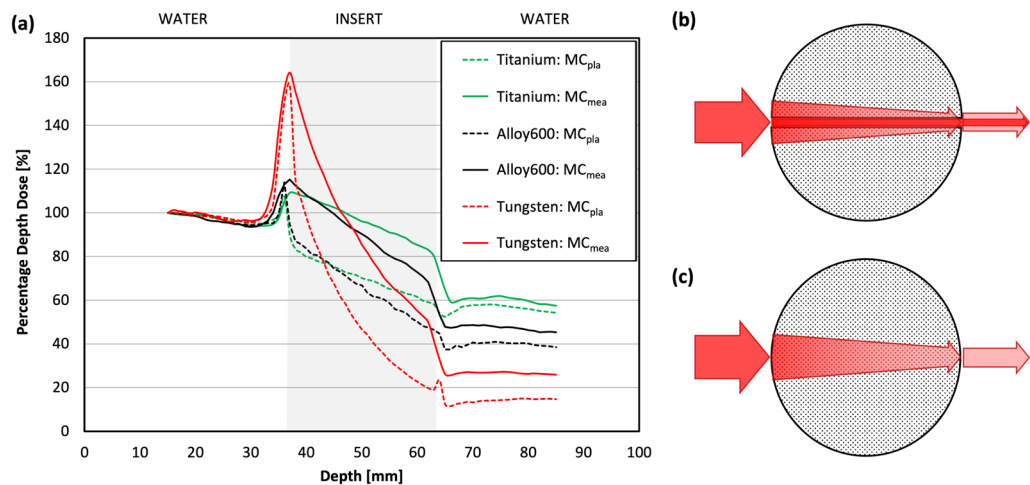 WATER INSERT WATER
(a)
Percentage Depth Dose [%]
180
160
140
120
100
80
60
40
20
0
0 10 20 30 40 50 60 70 80 90 100
Depth [mm]
Titanium: MCpla
Titanium: MCmea
Alloy600: MCpla
Alloy600: MCmea
Tungsten: MCpla
Tungsten: MCmea
(b)
(c)